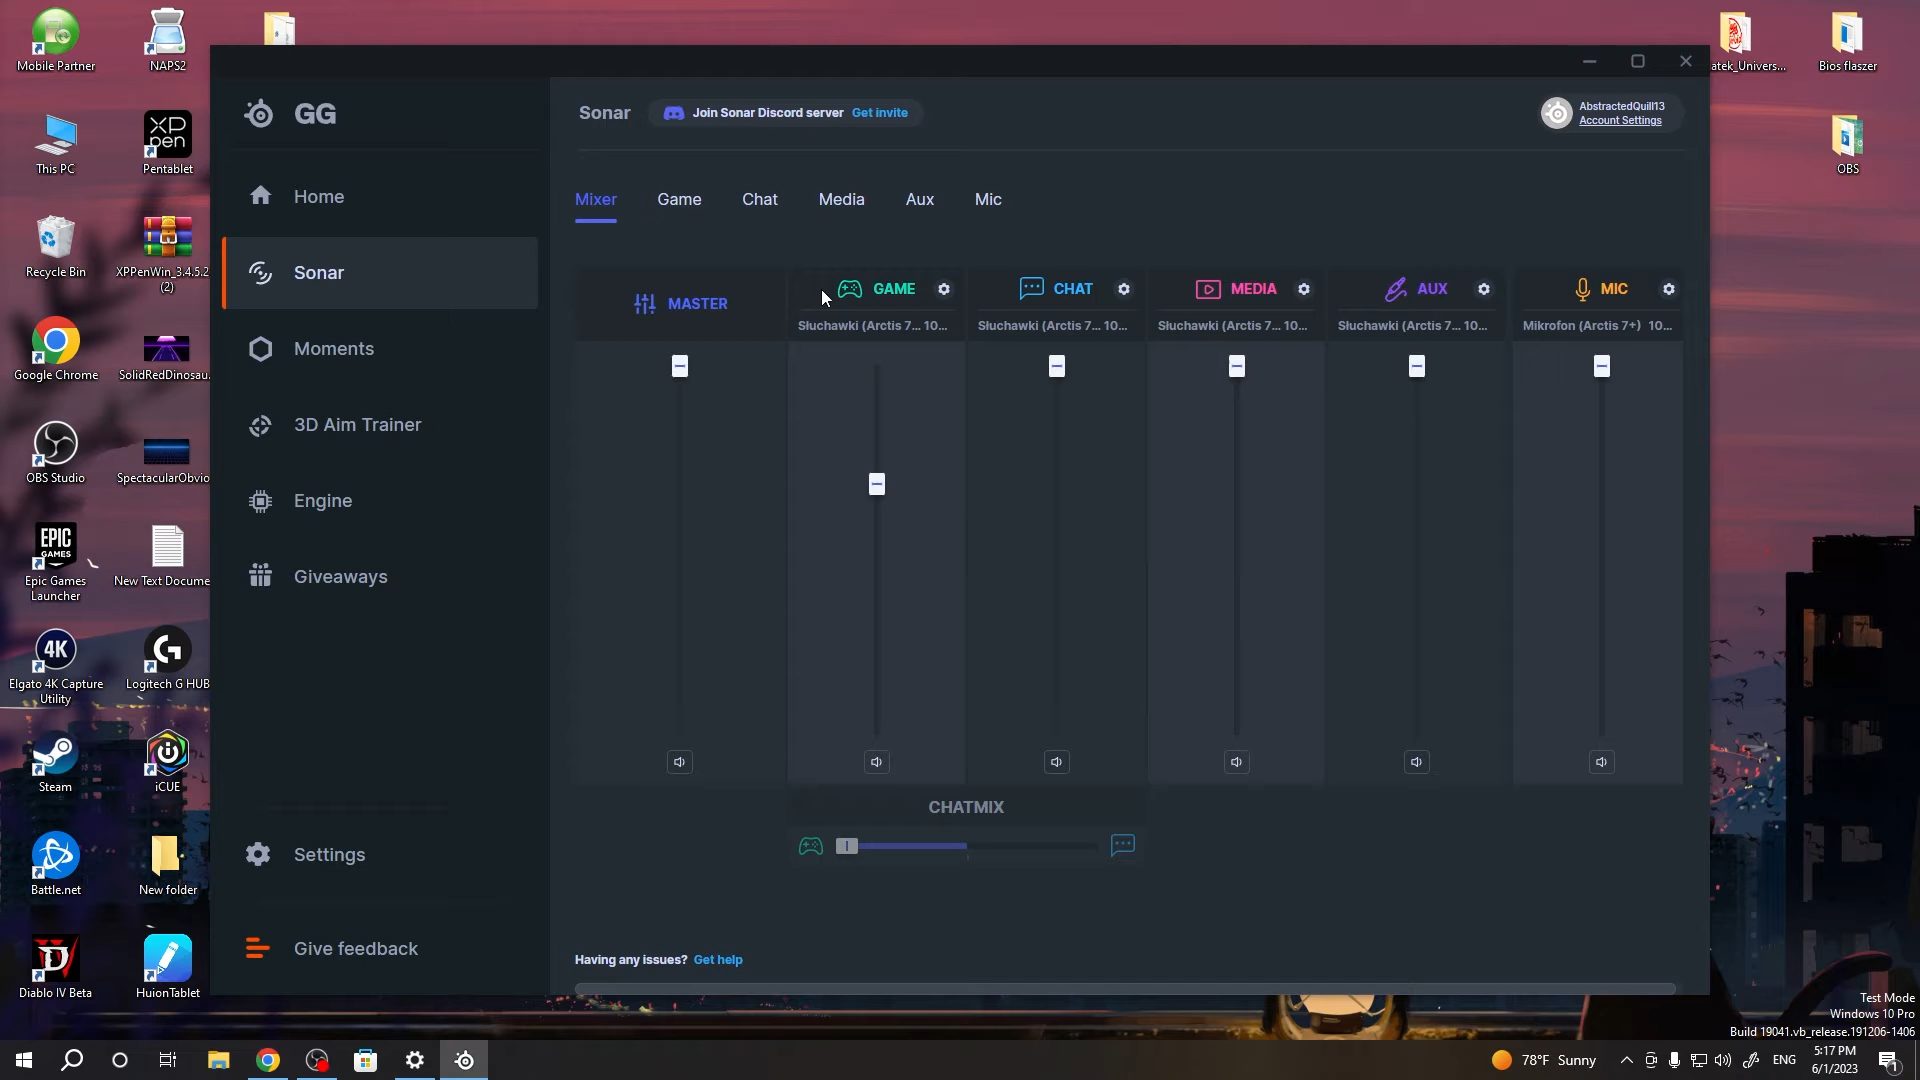 Mobile Partner
NAPS2
This PC
Pentablet
Recycle Bin
XPPenWin_3.4.5.2
(2)
Google Chrome
SolidRedDinosau...
OBS Studio
SpectacularObvio
Epic Games
Launcher
New Text Docume
Elgato 4K Capture
Utility
Logitech G HUB
Steam
iCUE
Battle.net
New folder
Diablo IV Beta
HuionTablet
XP
pen
EPIC
GAMES
4K
GG
Home
Sonar
Moments
3D Aim Trainer
Engine
Giveaways
Settings
Give feedback
Sonar
Join Sonar Discord server Get invite
AbstractedQuill13
Account Settings
Mixer Game Chat Media Aux Mic
MASTER
GAME
Słuchawki (Arctis 7... 10...
CHAT
Słuchawki (Arctis 7... 10...
MEDIA
Słuchawki (Arctis 7... 10...
AUX
Słuchawki (Arctis 7... 10...
MIC
Mikrofon (Arctis 7+) 10...
CHATMIX
Having any issues? Get help
atek_Univers...
Bios flaszer
OBS
Test Mode
Windows 10 Pro
Build 19041.vb_release.191206-1406
78°F Sunny
ENG
5:17 PM
6/1/2023
1